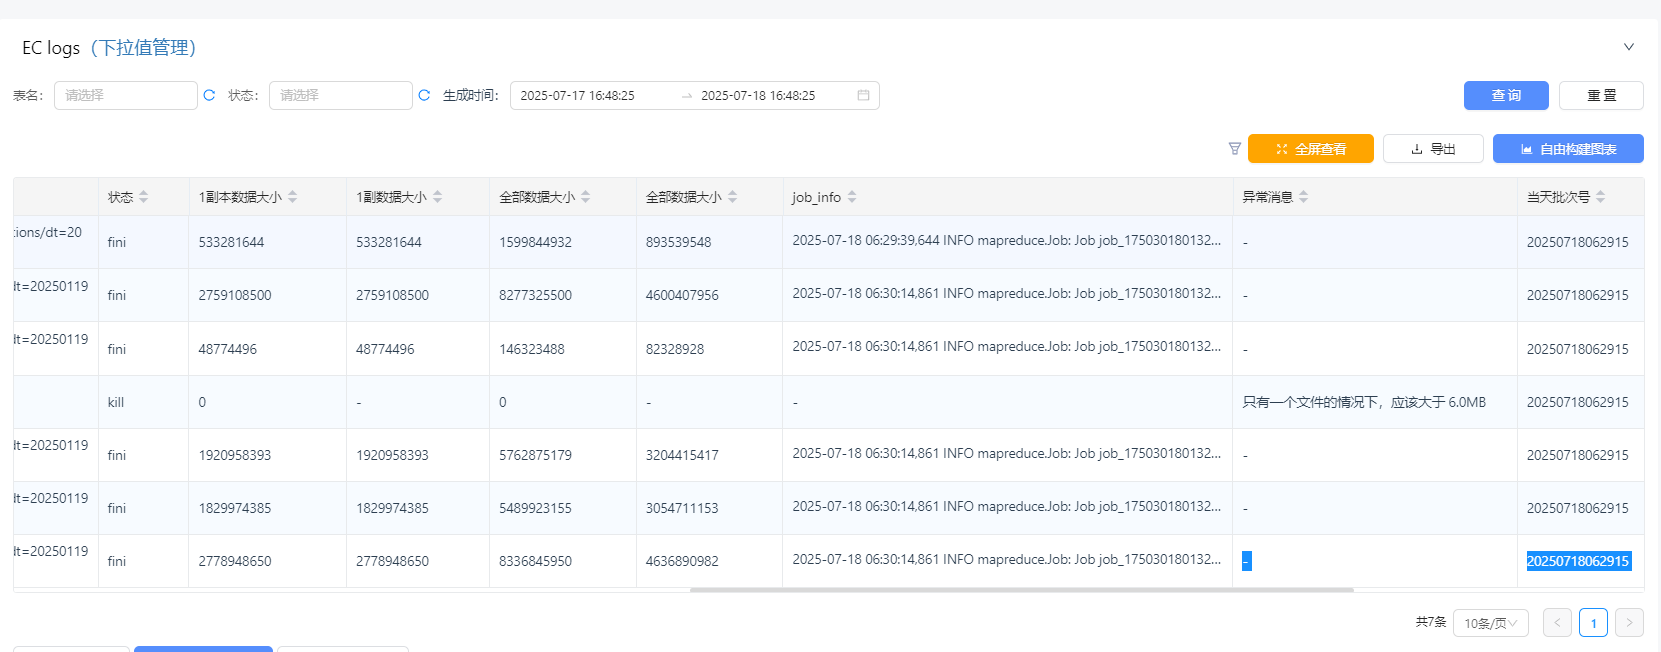 EC logs（下拉值管理）
表名： 请选择 状态： 请选择 生成时间： 2025-07-17 16:48:25 → 2025-07-18 16:48:25 查询 重置
全屏查看 导出 自由构建图表
状态 1副本数据大小 1副数据大小 全部数据大小 全部数据大小 job_info 异常消息 当天批次号
tions/dt=20 fini 533281644 533281644 1599844932 893539548 2025-07-18 06:29:39,644 INFO mapreduce.Job: Job job_175030180132... - 20250718062915
dt=20250119 fini 2759108500 2759108500 8277325500 4600407956 2025-07-18 06:30:14,861 INFO mapreduce.Job: Job job_175030180132... - 20250718062915
dt=20250119 fini 48774496 48774496 146323488 82328928 2025-07-18 06:30:14,861 INFO mapreduce.Job: Job job_175030180132... - 20250718062915
kill 0 - 0 - - 只有一个文件的情况下，应该大于 6.0MB 20250718062915
dt=20250119 fini 1920958393 1920958393 5762875179 3204415417 2025-07-18 06:30:14,861 INFO mapreduce.Job: Job job_175030180132... - 20250718062915
dt=20250119 fini 1829974385 1829974385 5489923155 3054711153 2025-07-18 06:30:14,861 INFO mapreduce.Job: Job job_175030180132... - 20250718062915
dt=20250119 fini 2778948650 2778948650 8336845950 4636890982 2025-07-18 06:30:14,861 INFO mapreduce.Job: Job job_175030180132... - 20250718062915
共7条 10条/页 < 1 >